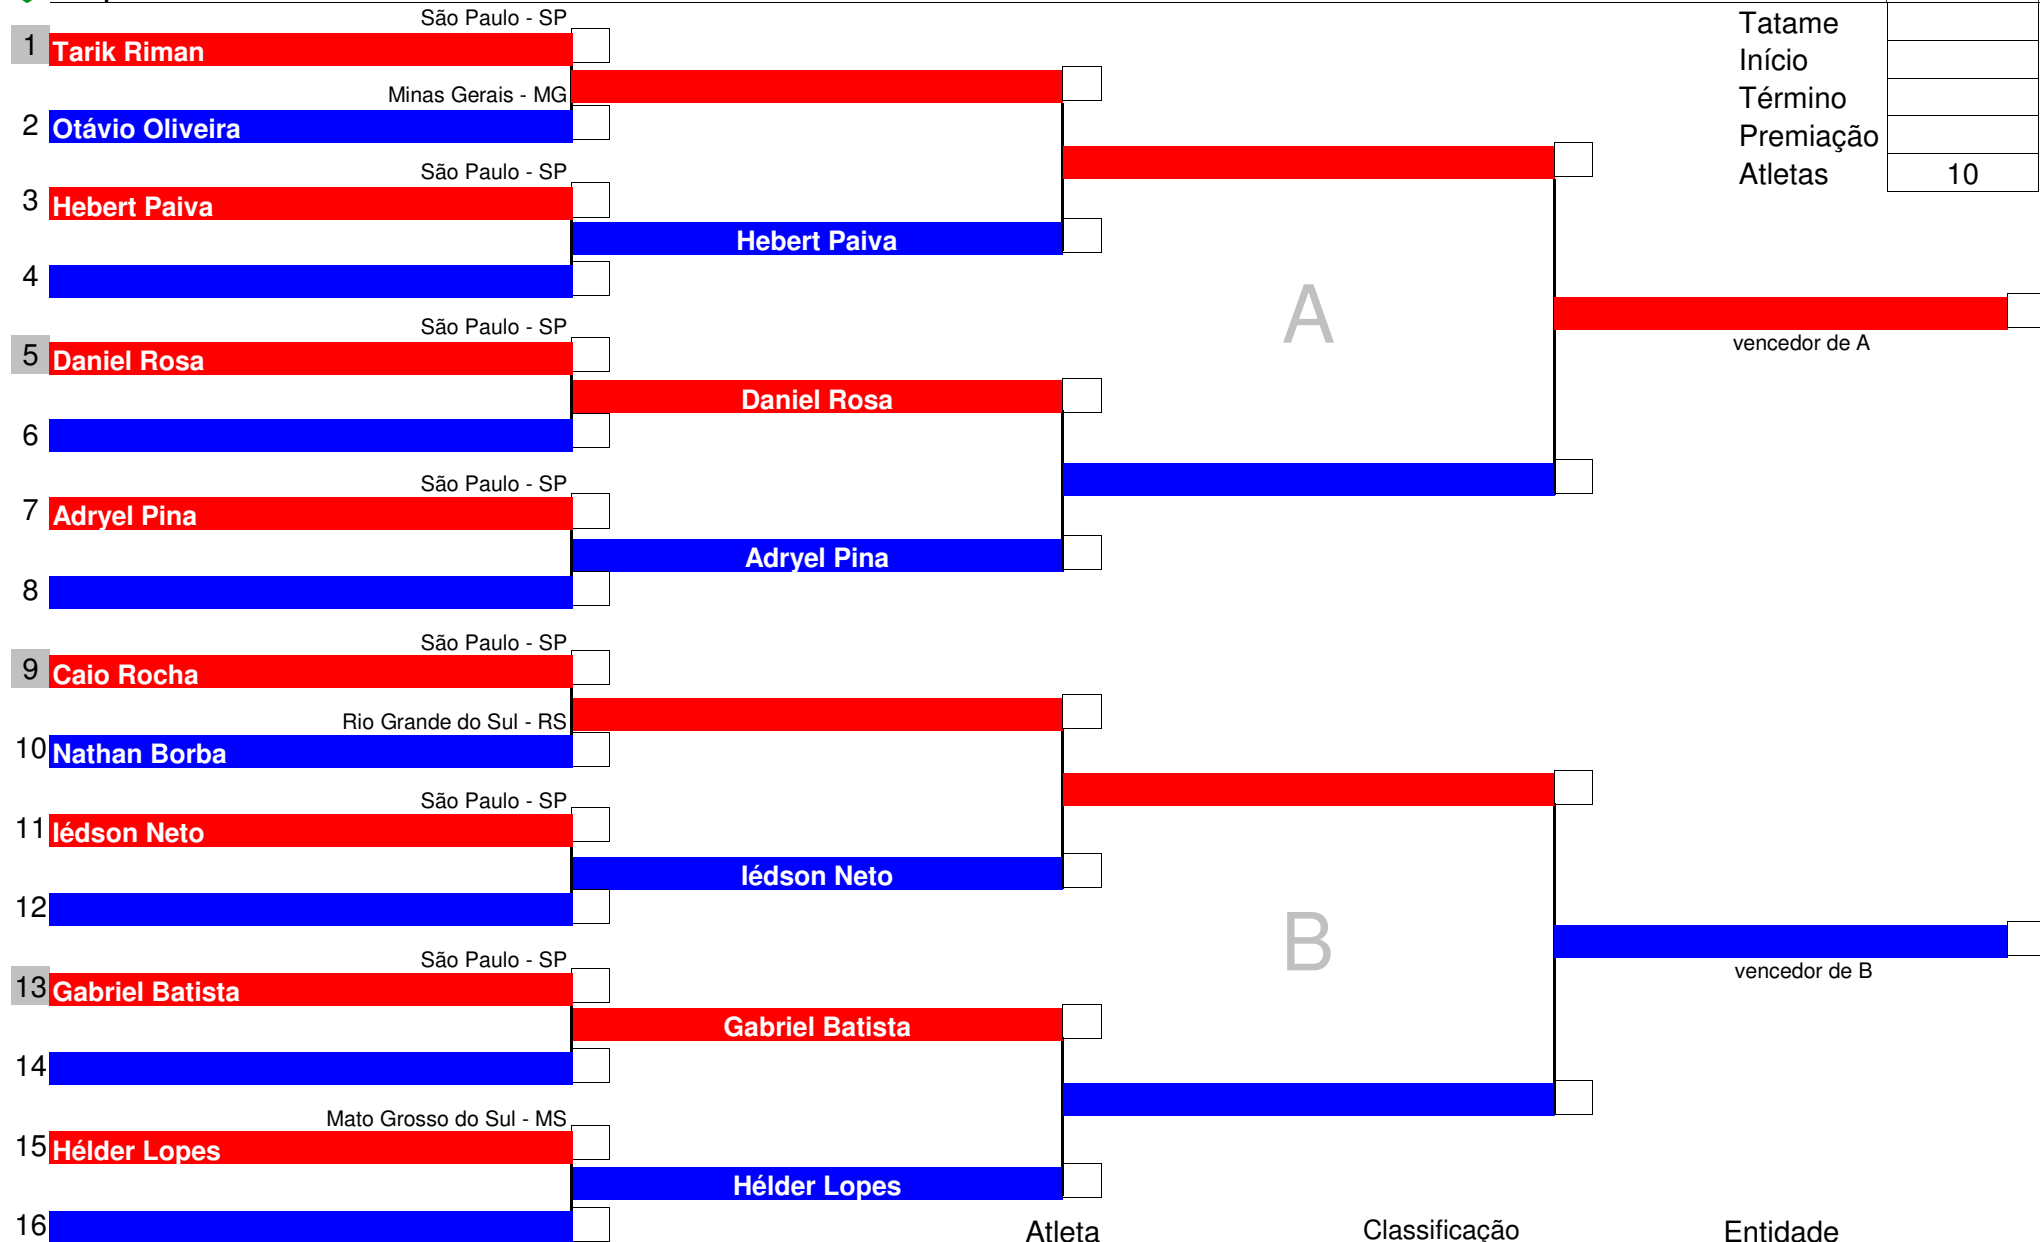 São Paulo - SP
1 Tarik Riman
Minas Gerais - MG
2 Otávio Oliveira
São Paulo - SP
3 Hebert Paiva
Hebert Paiva
4
São Paulo - SP
5 Daniel Rosa
Daniel Rosa
6
São Paulo - SP
7 Adryel Pina
Adryel Pina
8
São Paulo - SP
9 Caio Rocha
Rio Grande do Sul - RS
10 Nathan Borba
São Paulo - SP
11 Iédson Neto
Iédson Neto
12
São Paulo - SP
13 Gabriel Batista
Gabriel Batista
14
Mato Grosso do Sul - MS
15 Hélder Lopes
Hélder Lopes
16
A
B
vencedor de A
vencedor de B
Tatame
Início
Término
Premiação
Atletas 10
Atleta Classificação Entidade